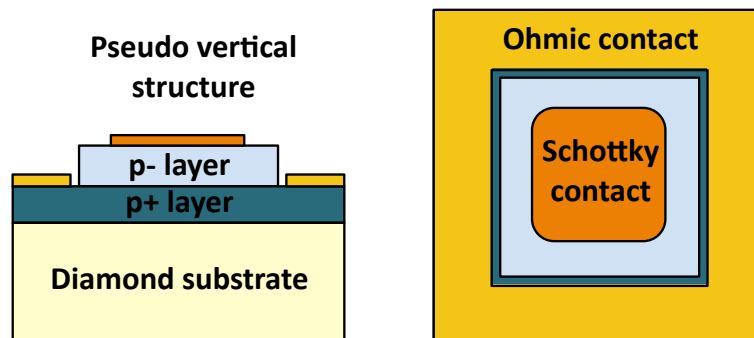 Pseudo vertical
structure
p- layer
p+ layer
Diamond substrate
Ohmic contact
Schottky
contact